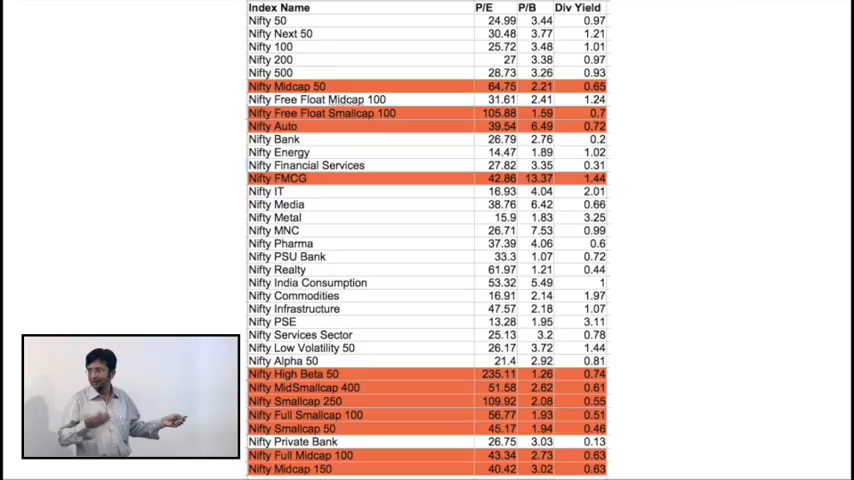 Index Name P/E P/B Div Yield
Nifty 50 24.99 3.44 0.97
Nifty Next 50 30.48 3.77 1.21
Nifty 100 25.72 3.48 1.01
Nifty 200 27 3.38 0.97
Nifty 500 28.73 3.26 0.93
Nifty Midcap 50 64.75 2.21 0.65
Nifty Free Float Midcap 100 31.61 2.41 1.24
Nifty Free Float Smallcap 100 105.88 1.59 0.7
Nifty Auto 39.54 6.49 0.72
Nifty Bank 26.79 2.76 0.2
Nifty Energy 14.47 1.89 1.02
Nifty Financial Services 27.82 3.35 0.31
Nifty FMCG 42.86 13.37 1.44
Nifty IT 16.93 4.04 2.01
Nifty Media 38.76 6.42 0.66
Nifty Metal 15.9 1.83 3.25
Nifty MNC 26.71 7.53 0.99
Nifty Pharma 37.39 4.06 0.6
Nifty PSU Bank 33.3 1.07 0.72
Nifty Realty 61.97 1.21 0.44
Nifty India Consumption 53.32 5.49 1
Nifty Commodities 16.91 2.14 1.97
Nifty Infrastructure 47.57 2.18 1.07
Nifty PSE 13.28 1.95 3.11
Nifty Services Sector 25.13 3.2 0.78
Nifty Low Volatility 50 26.17 3.72 1.44
Nifty Alpha 50 21.4 2.92 0.81
Nifty High Beta 50 235.11 1.26 0.74
Nifty MidSmallcap 400 51.58 2.62 0.61
Nifty Smallcap 250 109.92 2.08 0.55
Nifty Full Smallcap 100 56.77 1.93 0.51
Nifty Smallcap 50 45.17 1.94 0.46
Nifty Private Bank 26.75 3.03 0.13
Nifty Full Midcap 100 43.34 2.73 0.63
Nifty Midcap 150 40.42 3.02 0.63